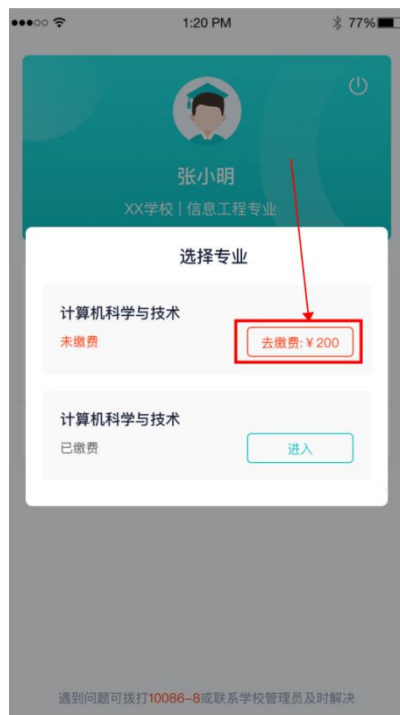 1:20 PM
77%
张小明
XX学校 | 信息工程专业
选择专业
计算机科学与技术
未缴费
去缴费:¥200
计算机科学与技术
已缴费
进入
遇到问题可拨打10086-8或联系学校管理员及时解决